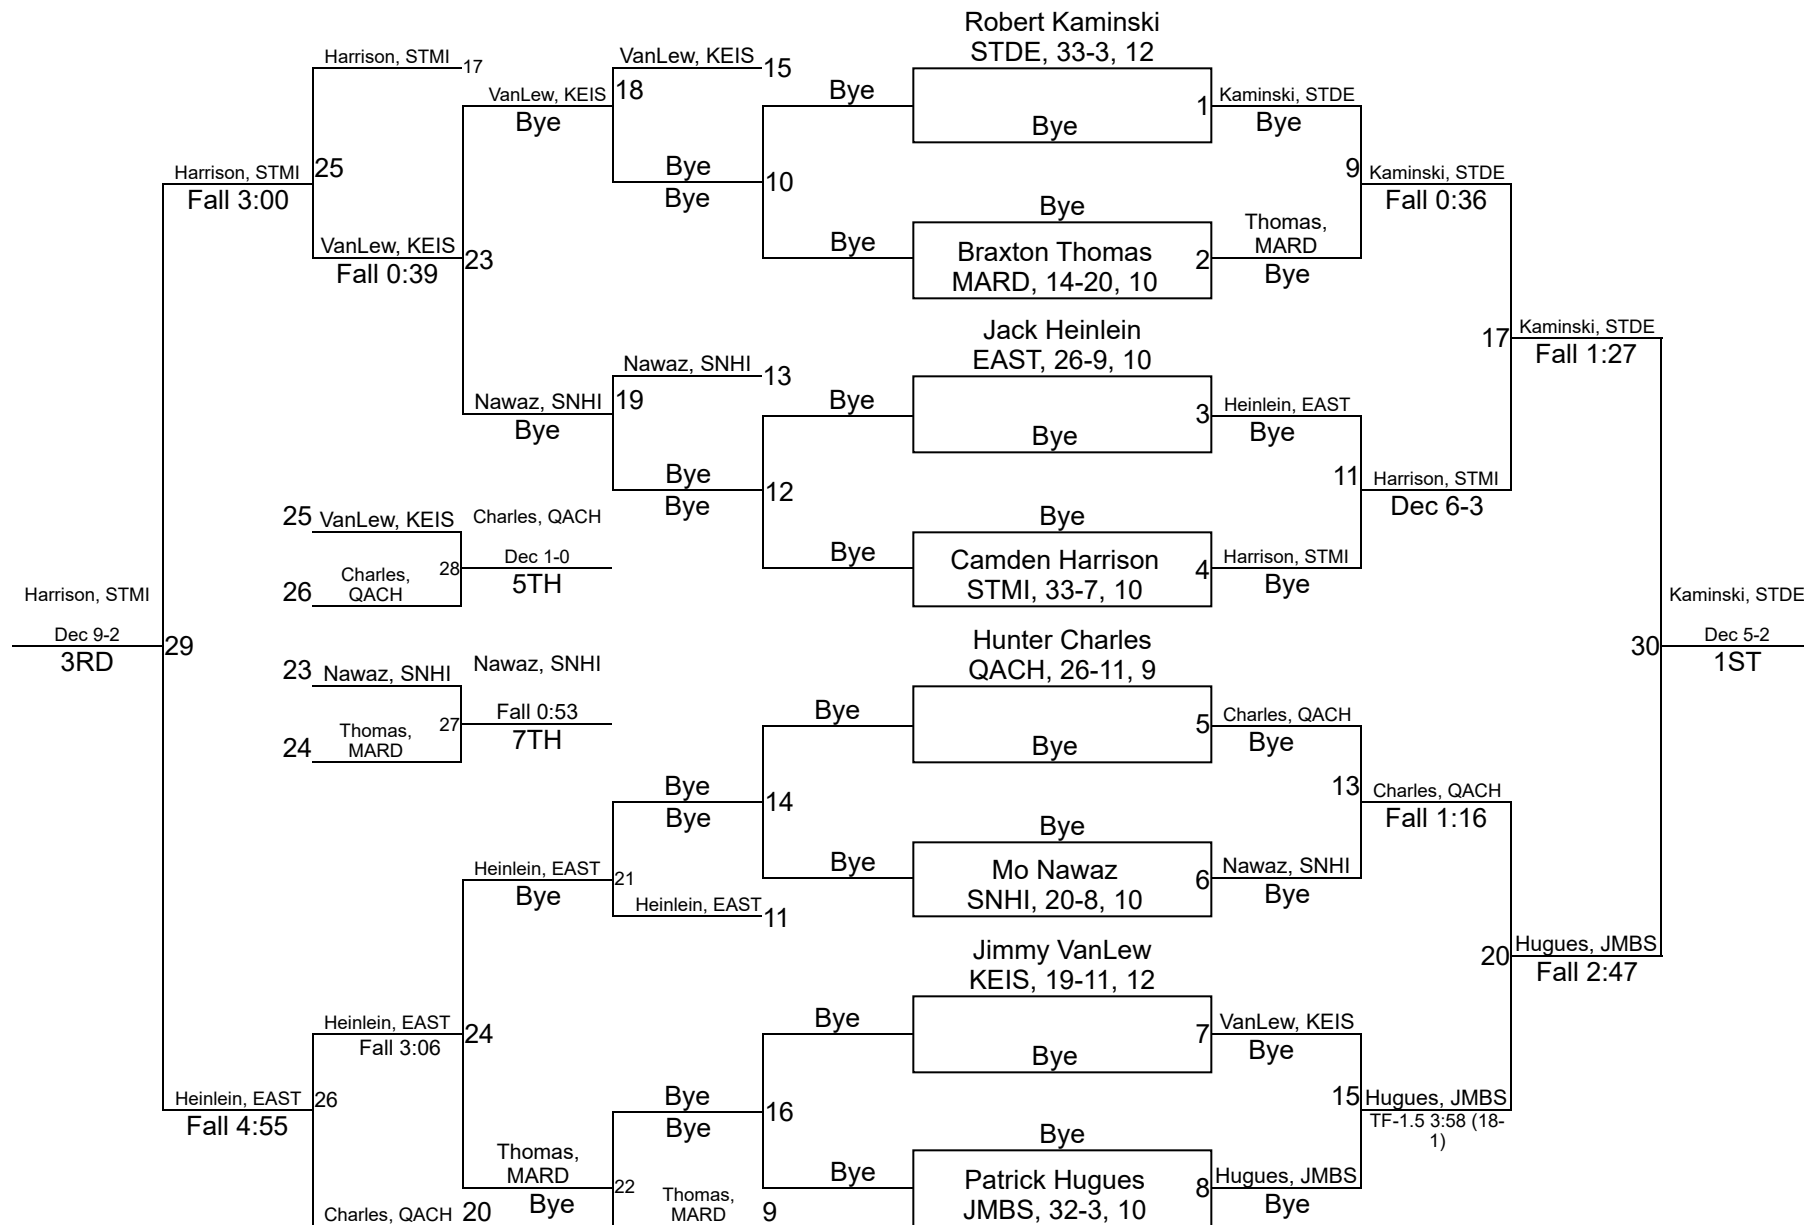 Robert Kaminski
STDE, 33-3, 12
Harrison, STMI 17
VanLew, KEIS 15
VanLew, KEIS 18
Bye
Bye
1 Kaminski, STDE
Bye
Bye
Harrison, STMI 25
Fall 3:00
Bye
Bye
10
9 Kaminski, STDE
Fall 0:36
Bye
Thomas,
MARD
VanLew, KEIS 23
Fall 0:39
Bye
Braxton Thomas
MARD, 14-20, 10
2
Bye
Jack Heinlein
EAST, 26-9, 10
17 Kaminski, STDE
Fall 1:27
Nawaz, SNHI 13
Nawaz, SNHI 19
Bye
Bye
3 Heinlein, EAST
Bye
Bye
Bye
Bye
12
11 Harrison, STMI
Dec 6-3
25 VanLew, KEIS
Charles, QACH
Bye
Dec 1-0
28
5TH
26 Charles,
QACH
Bye
Camden Harrison
STMI, 33-7, 10
4 Harrison, STMI
Bye
Harrison, STMI
Dec 9-2
3RD
29
Hunter Charles
QACH, 26-11, 9
Kaminski, STDE
30 Dec 5-2
1ST
23 Nawaz, SNHI
Nawaz, SNHI
Fall 0:53
27
7TH
24 Thomas,
MARD
Bye
5 Charles, QACH
Bye
Bye
Bye
Bye
14
13 Charles, QACH
Fall 1:16
Bye
Heinlein, EAST 21
Bye
Bye
Mo Nawaz
SNHI, 20-8, 10
6 Nawaz, SNHI
Bye
Heinlein, EAST 11
Jimmy VanLew
KEIS, 19-11, 12
20 Hugues, JMBS
Fall 2:47
Heinlein, EAST 24
Fall 3:06
Bye
7 VanLew, KEIS
Bye
Bye
Heinlein, EAST 26
Fall 4:55
Bye
Bye
16
15 Hugues, JMBS
TF-1.5 3:58 (18-
1)
Bye
Thomas,
MARD
22
Bye
Bye
Patrick Hugues
JMBS, 32-3, 10
8 Hugues, JMBS
Bye
Charles, QACH 20
Thomas,
MARD
9